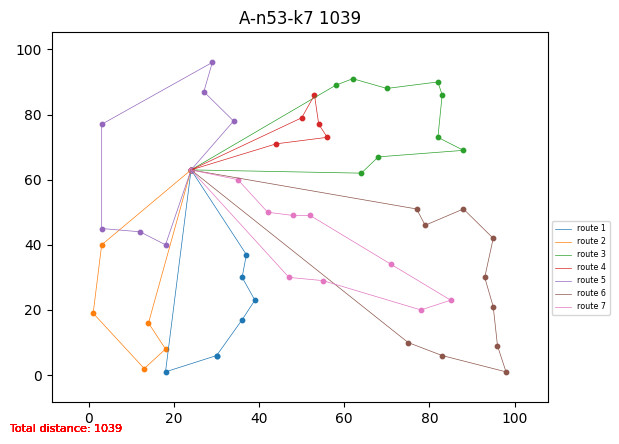 A-n53-k7 1039
100
80
60
40
20
0
0 20 40 60 80 100
route 1
route 2
route 3
route 4
route 5
route 6
route 7
Total distance: 1039